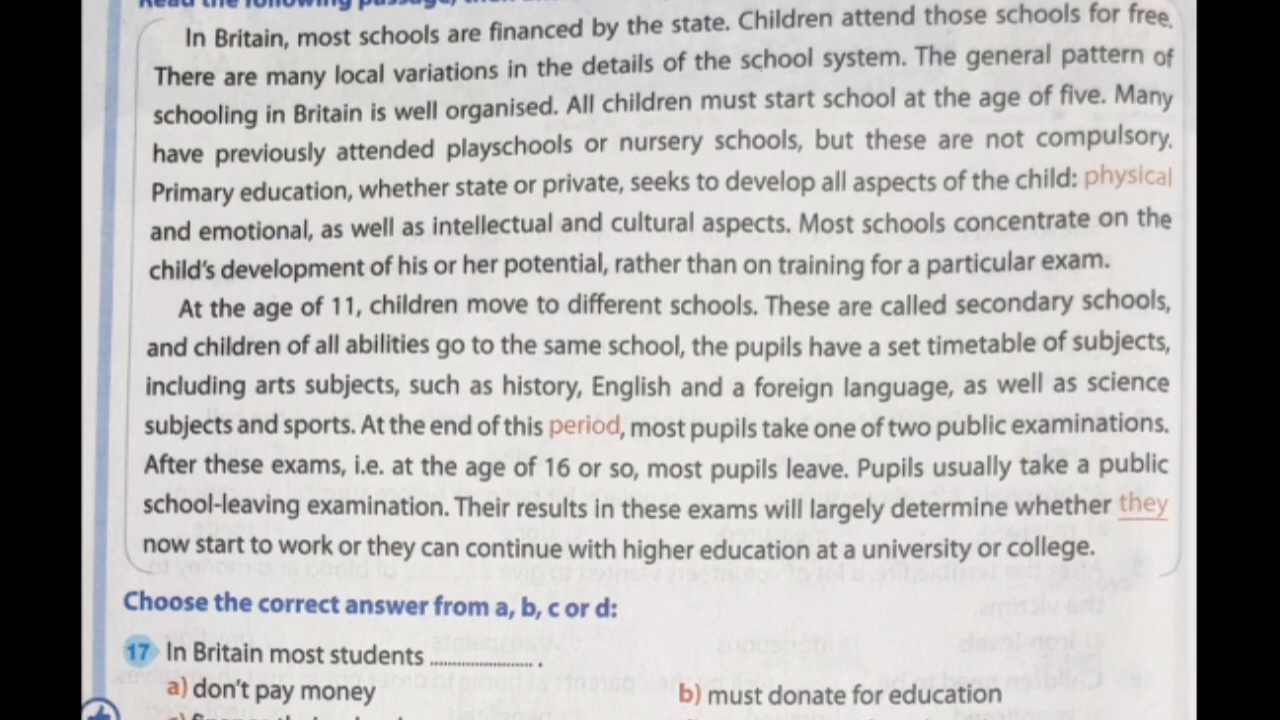 Read the following passage, then
In Britain, most schools are financed by the state. Children attend those schools for free.
There are many local variations in the details of the school system. The general pattern of
schooling in Britain is well organised. All children must start school at the age of five. Many
have previously attended playschools or nursery schools, but these are not compulsory.
Primary education, whether state or private, seeks to develop all aspects of the child: physical
and emotional, as well as intellectual and cultural aspects. Most schools concentrate on the
child's development of his or her potential, rather than on training for a particular exam.
At the age of 11, children move to different schools. These are called secondary schools,
and children of all abilities go to the same school, the pupils have a set timetable of subjects,
including arts subjects, such as history, English and a foreign language, as well as science
subjects and sports. At the end of this period, most pupils take one of two public examinations.
After these exams, i.e. at the age of 16 or so, most pupils leave. Pupils usually take a public
school-leaving examination. Their results in these exams will largely determine whether they
now start to work or they can continue with higher education at a university or college.
Choose the correct answer from a, b, c or d:
17 In Britain most students .............................. .
a) don't pay money b) must donate for education